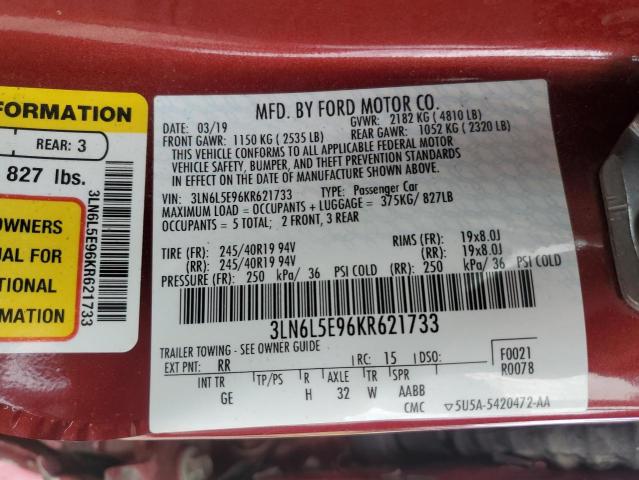 FORMATION
REAR: 3
827 lbs.
OWNERS
UAL FOR
TIONAL
RMATION
3LN6L5E96KR621733
MFD. BY FORD MOTOR CO.
DATE: 03/19 GVWR: 2182 KG ( 4810 LB)
FRONT GAWR: 1150 KG ( 2535 LB) REAR GAWR: 1052 KG ( 2320 LB)
THIS VEHICLE CONFORMS TO ALL APPLICABLE FEDERAL MOTOR
VEHICLE SAFETY, BUMPER, AND THEFT PREVENTION STANDARDS
IN EFFECT ON THE DATE OF MANUFACTURE SHOWN ABOVE.
VIN: 3LN6L5E96KR621733 TYPE: Passenger Car
MAXIMUM LOAD = OCCUPANTS + LUGGAGE = 375KG/ 827LB
OCCUPANTS = 5 TOTAL; 2 FRONT, 3 REAR
TIRE (FR): 245/40R19 94V RIMS (FR): 19x8.0J
(RR): 245/40R19 94V (RR): 19x8.0J
PRESSURE (FR): 250 kPa/ 36 PSI COLD (RR): 250 kPa/ 36 PSI COLD
3LN6L5E96KR621733
TRAILER TOWING - SEE OWNER GUIDE
EXT PNT: RR RC: 15 DSO: F0021
R0078
INT TR TP/PS R AXLE TR SPR
GE H 32 W AABB
CMC ▽5U5A-5420472-AA